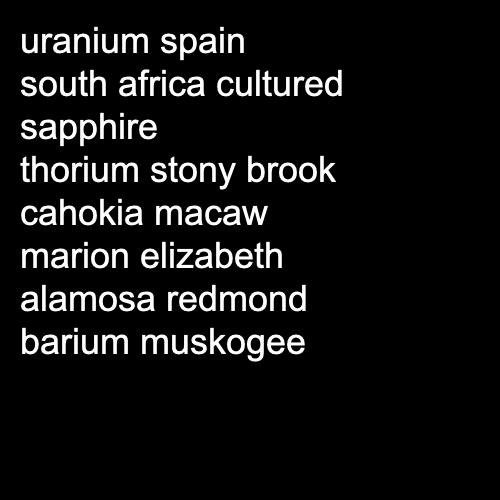 uranium spain
south africa cultured
sapphire
thorium stony brook
cahokia macaw
marion elizabeth
alamosa redmond
barium muskogee